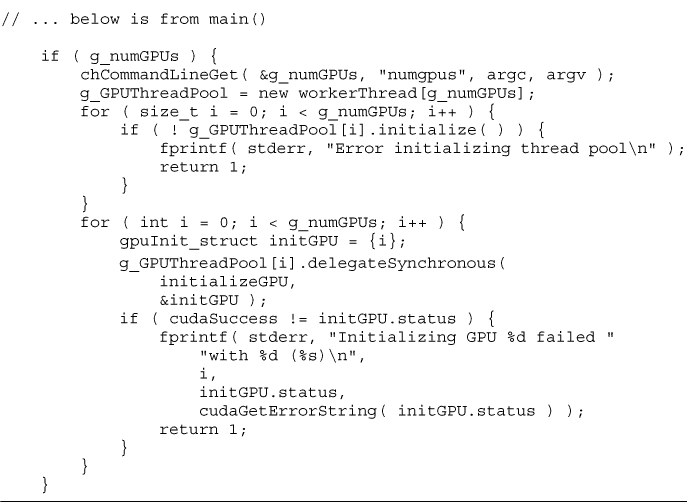 // ... below is from main()
if ( g_numGPUs ) {
chCommandLineGet( &g_numGPUs, "numgpus", argc, argv );
g_GPUThreadPool = new workerThread[g_numGPUs];
for ( size_t i = 0; i < g_numGPUs; i++ ) {
if ( ! g_GPUThreadPool[i].initialize( ) ) {
fprintf( stderr, "Error initializing thread pool\n" );
return 1;
}
}
for ( int i = 0; i < g_numGPUs; i++ ) {
gpuInit_struct initGPU = {i};
g_GPUThreadPool[i].delegateSynchronous(
initializeGPU,
&initGPU );
if ( cudaSuccess != initGPU.status ) {
fprintf( stderr, "Initializing GPU %d failed "
"with %d (%s)\n",
i,
initGPU.status,
cudaGetErrorString( initGPU.status ) );
return 1;
}
}
}